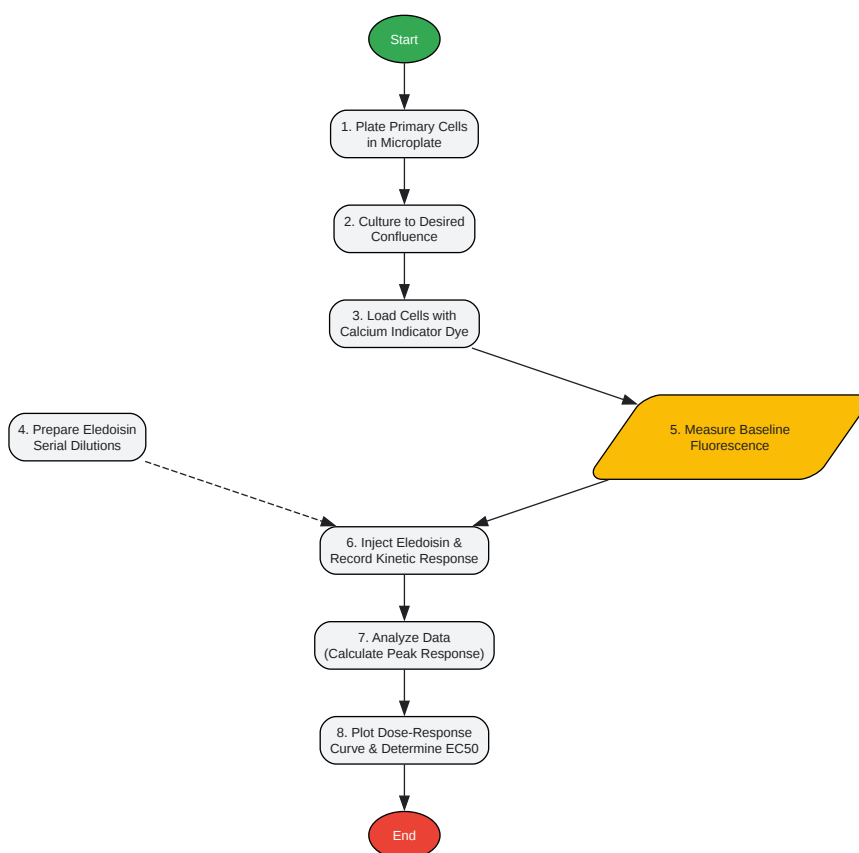 Start
1. Plate Primary Cells
in Microplate
2. Culture to Desired
Confluence
3. Load Cells with
Calcium Indicator Dye
4. Prepare Eledoisin
Serial Dilutions
5. Measure Baseline
Fluorescence
6. Inject Eledoisin &
Record Kinetic Response
7. Analyze Data
(Calculate Peak Response)
8. Plot Dose-Response
Curve & Determine EC50
End